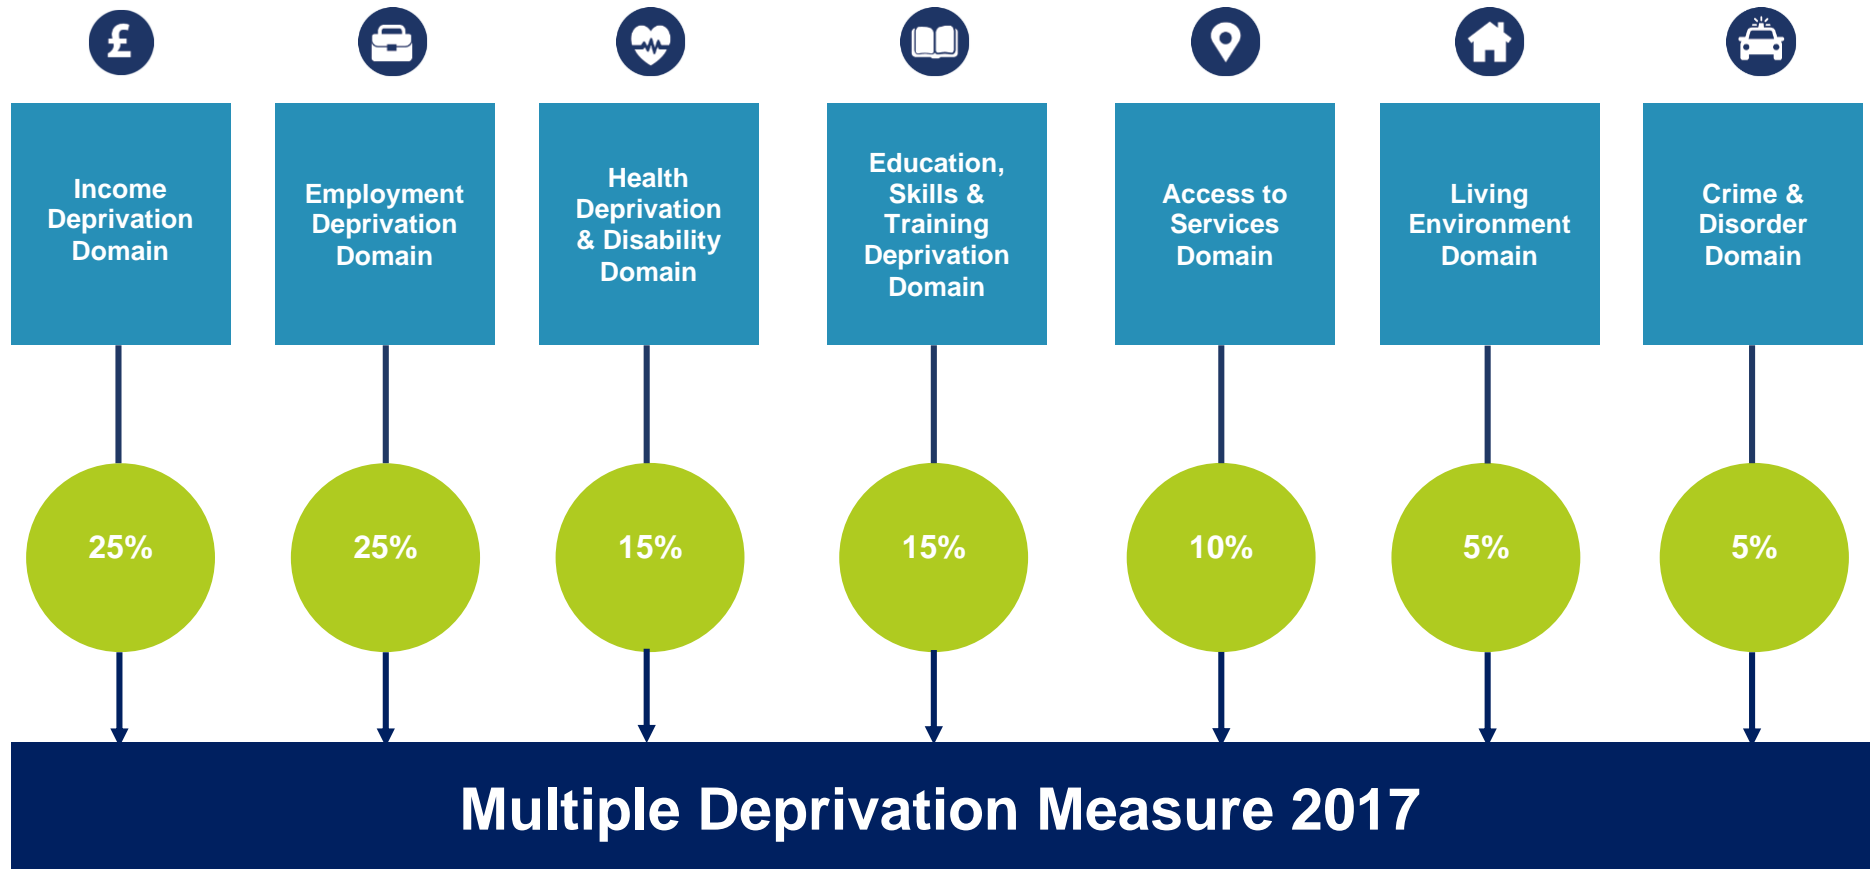 £
Income
Deprivation
Domain
Employment
Deprivation
Domain
Health
Deprivation
& Disability
Domain
Education,
Skills &
Training
Deprivation
Domain
Access to
Services
Domain
Living
Environment
Domain
Crime &
Disorder
Domain
25%
25%
15%
15%
10%
5%
5%
Multiple Deprivation Measure 2017